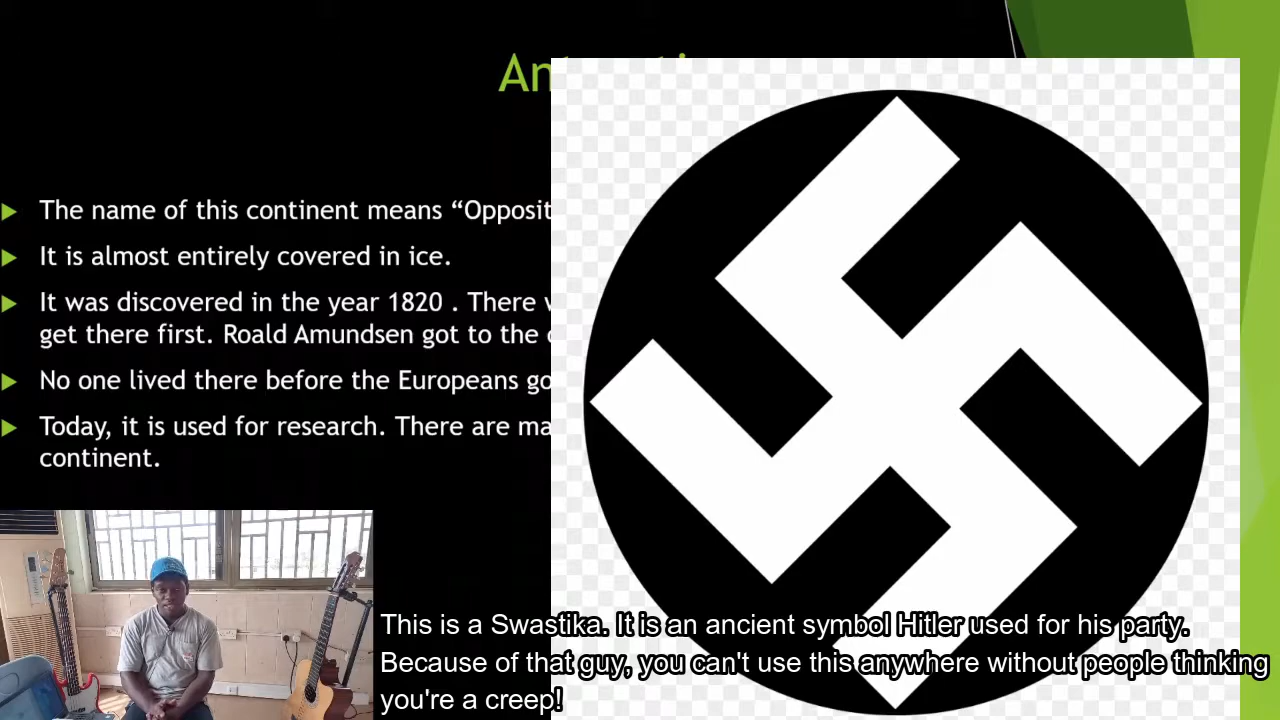 An
The name of this continent means “Opposit
It is almost entirely covered in ice.
It was discovered in the year 1820 . There
get there first. Roald Amundsen got to the
No one lived there before the Europeans go
Today, it is used for research. There are ma
continent.
This is a Swastika. It is an ancient symbol Hitler used for his party.
Because of that guy, you can't use this anywhere without people thinking
you're a creep!